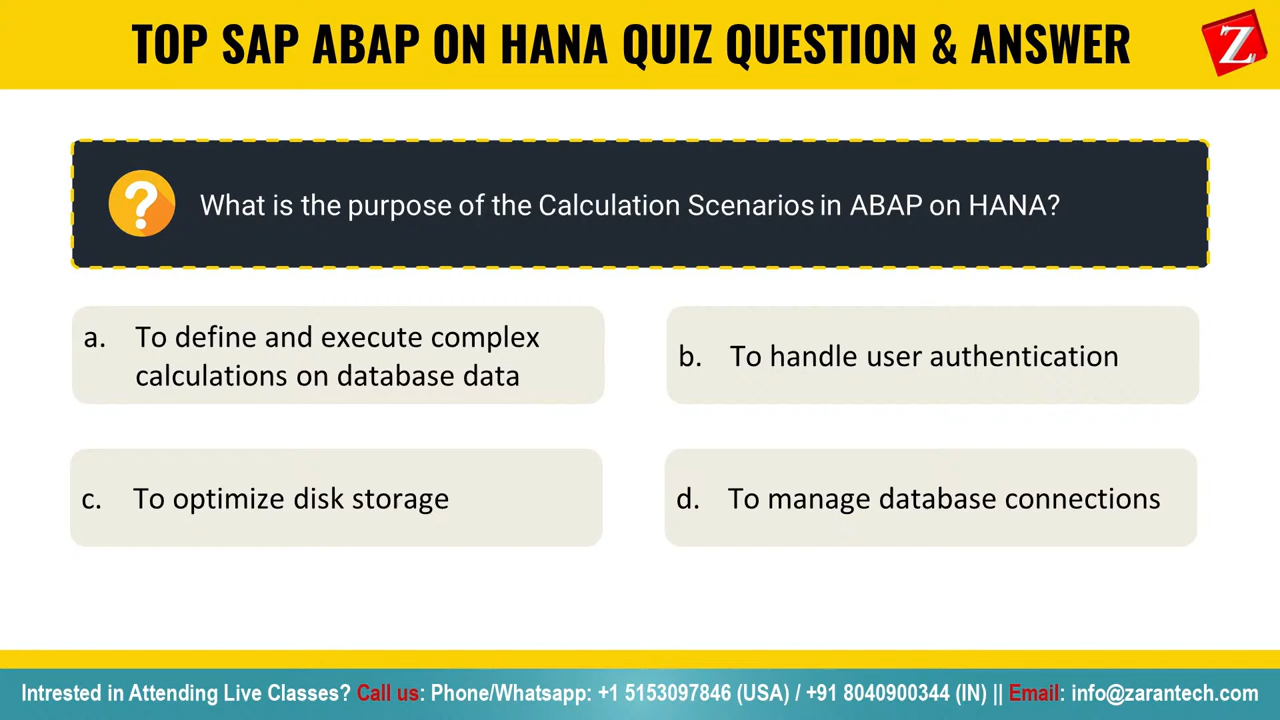 TOP SAP ABAP ON HANA QUIZ QUESTION & ANSWER
Z
?
What is the purpose of the Calculation Scenarios in ABAP on HANA?
a. To define and execute complex
calculations on database data
b. To handle user authentication
c. To optimize disk storage
d. To manage database connections
Intrested in Attending Live Classes? Call us: Phone/Whatsapp: +1 5153097846 (USA) / +91 8040900344 (IN) || Email: info@zarantech.com